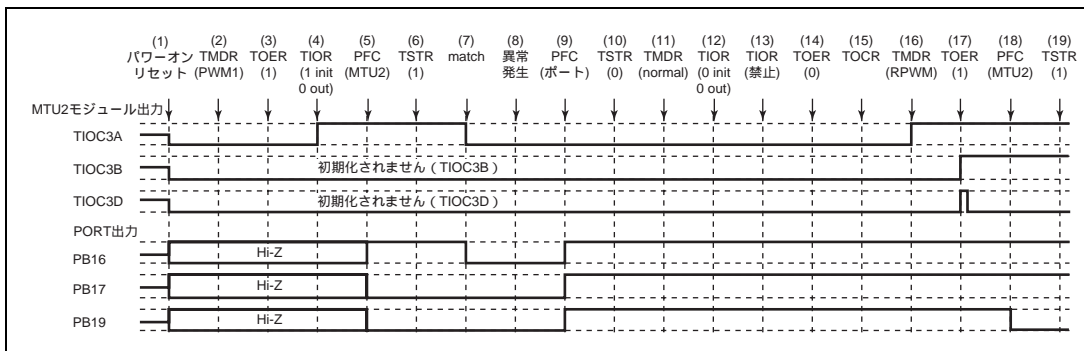 (1) (2) (3) (4) (5) (6) (7) (8) (9) (10) (11) (12) (13) (14) (15) (16) (17) (18) (19)
パワーオン TMDR TOER TIOR PFC TSTR match 異常 PFC TSTR TMDR TIOR TIOR TOER TOCR TMDR TOER PFC TSTR
リセット (PWM1) (1) (1 init (MTU2) (1) 発生 (ポート) (0) (normal) (0 init (禁止) (0) (RPWM) (1) (MTU2) (1)
0 out) 0 out)
MTU2モジュール出力
TIOC3A
TIOC3B 初期化されません(TIOC3B)
TIOC3D 初期化されません(TIOC3D)
PORT出力
PB16 Hi-Z
PB17 Hi-Z
PB19 Hi-Z